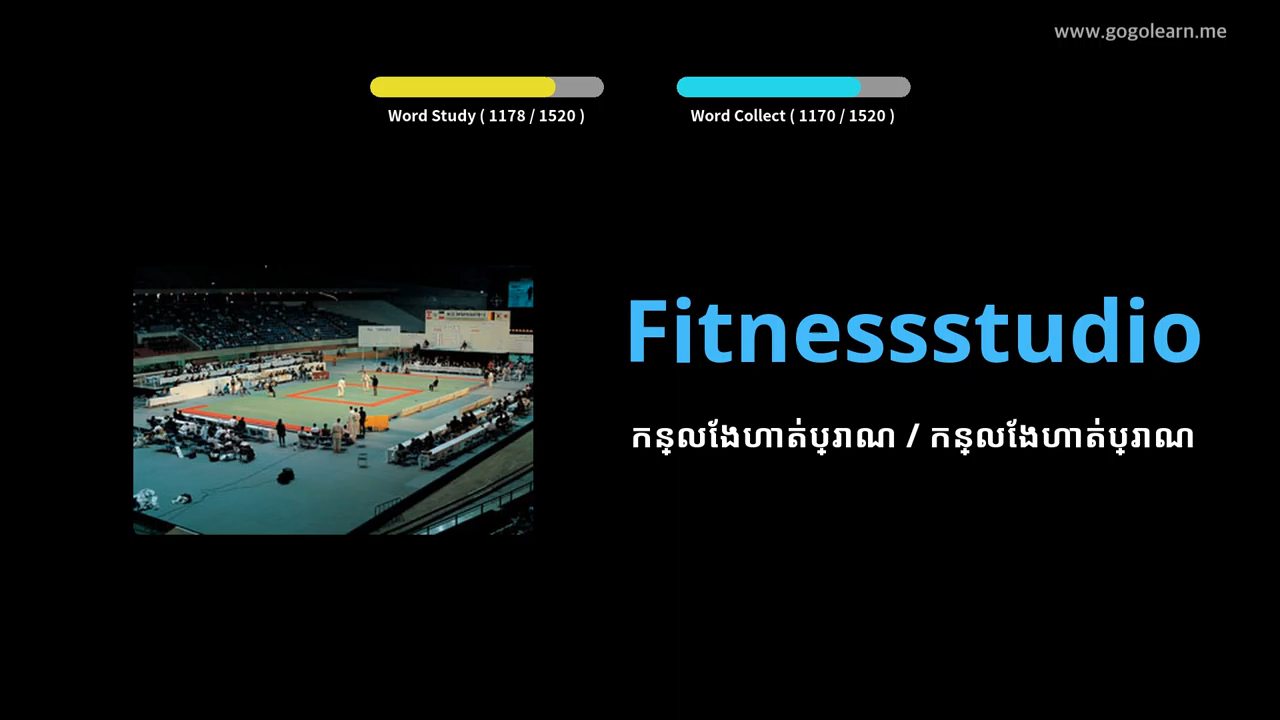 www.gogolearn.me
Word Study ( 1178 / 1520 )
Word Collect ( 1170 / 1520 )
Fitnessstudio
កន្លែងហាត់ប្រាណ / កន្លែងហាត់ប្រាណ